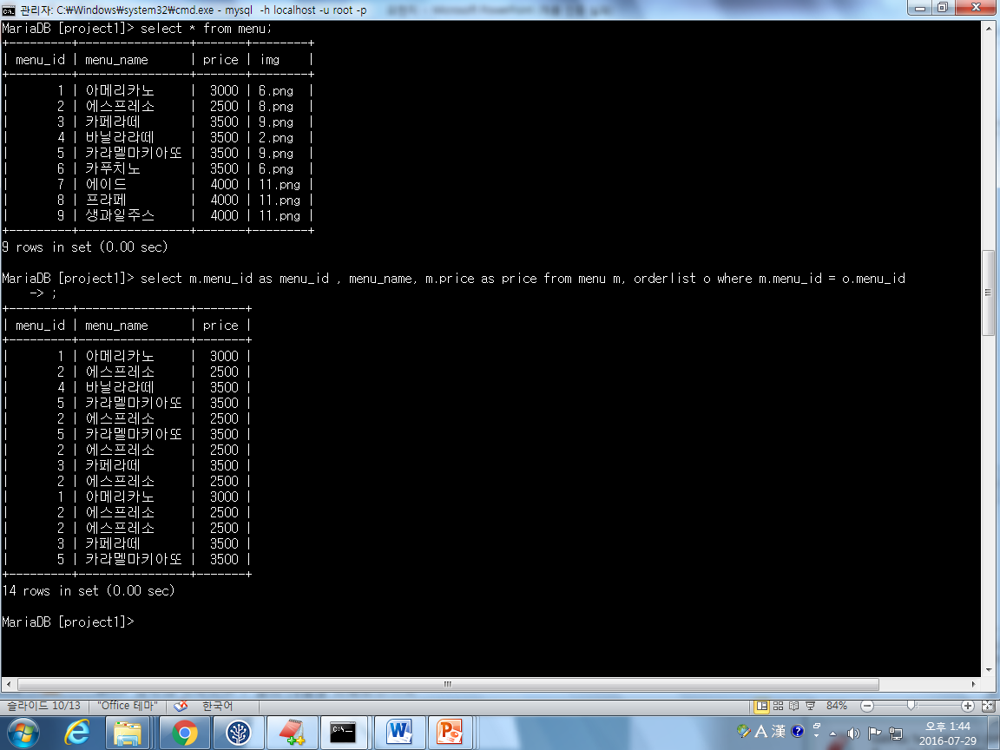 관리자: C:₩Windows₩system32₩cmd.exe - mysql -h localhost -u root -p
MariaDB [project1]> select * from menu;
+---------+----------------+-------+--------+
| menu_id | menu_name | price | img |
+---------+----------------+-------+--------+
| 1 | 아메리카노 | 3000 | 6.png |
| 2 | 에스프레소 | 2500 | 8.png |
| 3 | 카페라떼 | 3500 | 9.png |
| 4 | 바닐라라떼 | 3500 | 2.png |
| 5 | 카라멜마키아또 | 3500 | 9.png |
| 6 | 카푸치노 | 3500 | 6.png |
| 7 | 에이드 | 4000 | 11.png |
| 8 | 프라페 | 4000 | 11.png |
| 9 | 생과일주스 | 4000 | 11.png |
+---------+----------------+-------+--------+
9 rows in set (0.00 sec)
MariaDB [project1]> select m.menu_id as menu_id , menu_name, m.price as price from menu m, orderlist o where m.menu_id = o.menu_id
-> ;
+---------+----------------+-------+
| menu_id | menu_name | price |
+---------+----------------+-------+
| 1 | 아메리카노 | 3000 |
| 2 | 에스프레소 | 2500 |
| 4 | 바닐라라떼 | 3500 |
| 5 | 카라멜마키아또 | 3500 |
| 2 | 에스프레소 | 2500 |
| 5 | 카라멜마키아또 | 3500 |
| 2 | 에스프레소 | 2500 |
| 3 | 카페라떼 | 3500 |
| 2 | 에스프레소 | 2500 |
| 1 | 아메리카노 | 3000 |
| 2 | 에스프레소 | 2500 |
| 2 | 에스프레소 | 2500 |
| 3 | 카페라떼 | 3500 |
| 5 | 카라멜마키아또 | 3500 |
+---------+----------------+-------+
14 rows in set (0.00 sec)
MariaDB [project1]>
슬라이드 10/13 "Office 테마" 한국어 84%
A 漢 오후 1:44
2016-07-29